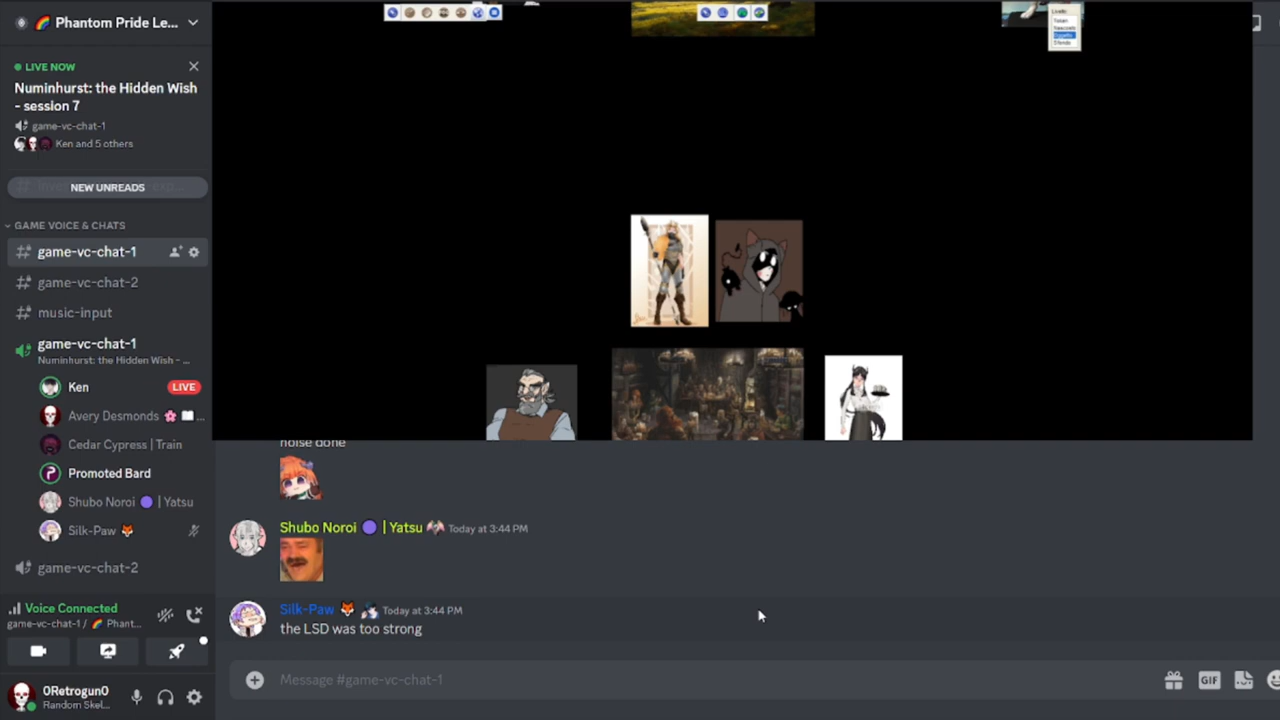 🌈 Phantom Pride Le...
LIVE NOW
Numinhurst: the Hidden Wish
- session 7
game-vc-chat-1
Ken and 5 others
NEW UNREADS
GAME VOICE & CHATS
game-vc-chat-1
game-vc-chat-2
music-input
game-vc-chat-1
Numinhurst: the Hidden Wish - ...
Ken LIVE
Avery Desmonds 🌸 📖 ...
Cedar Cypress | Train
Promoted Bard
Shubo Noroi 🟣 | Yatsu
Silk-Paw 🦊
game-vc-chat-2
Voice Connected
game-vc-chat-1 / 🌈 Phant...
0Retrogun0
Random Skel...
noise done
Shubo Noroi 🟣 | Yatsu Today at 3:44 PM
Silk-Paw 🦊 Today at 3:44 PM
the LSD was too strong
Message #game-vc-chat-1
GIF